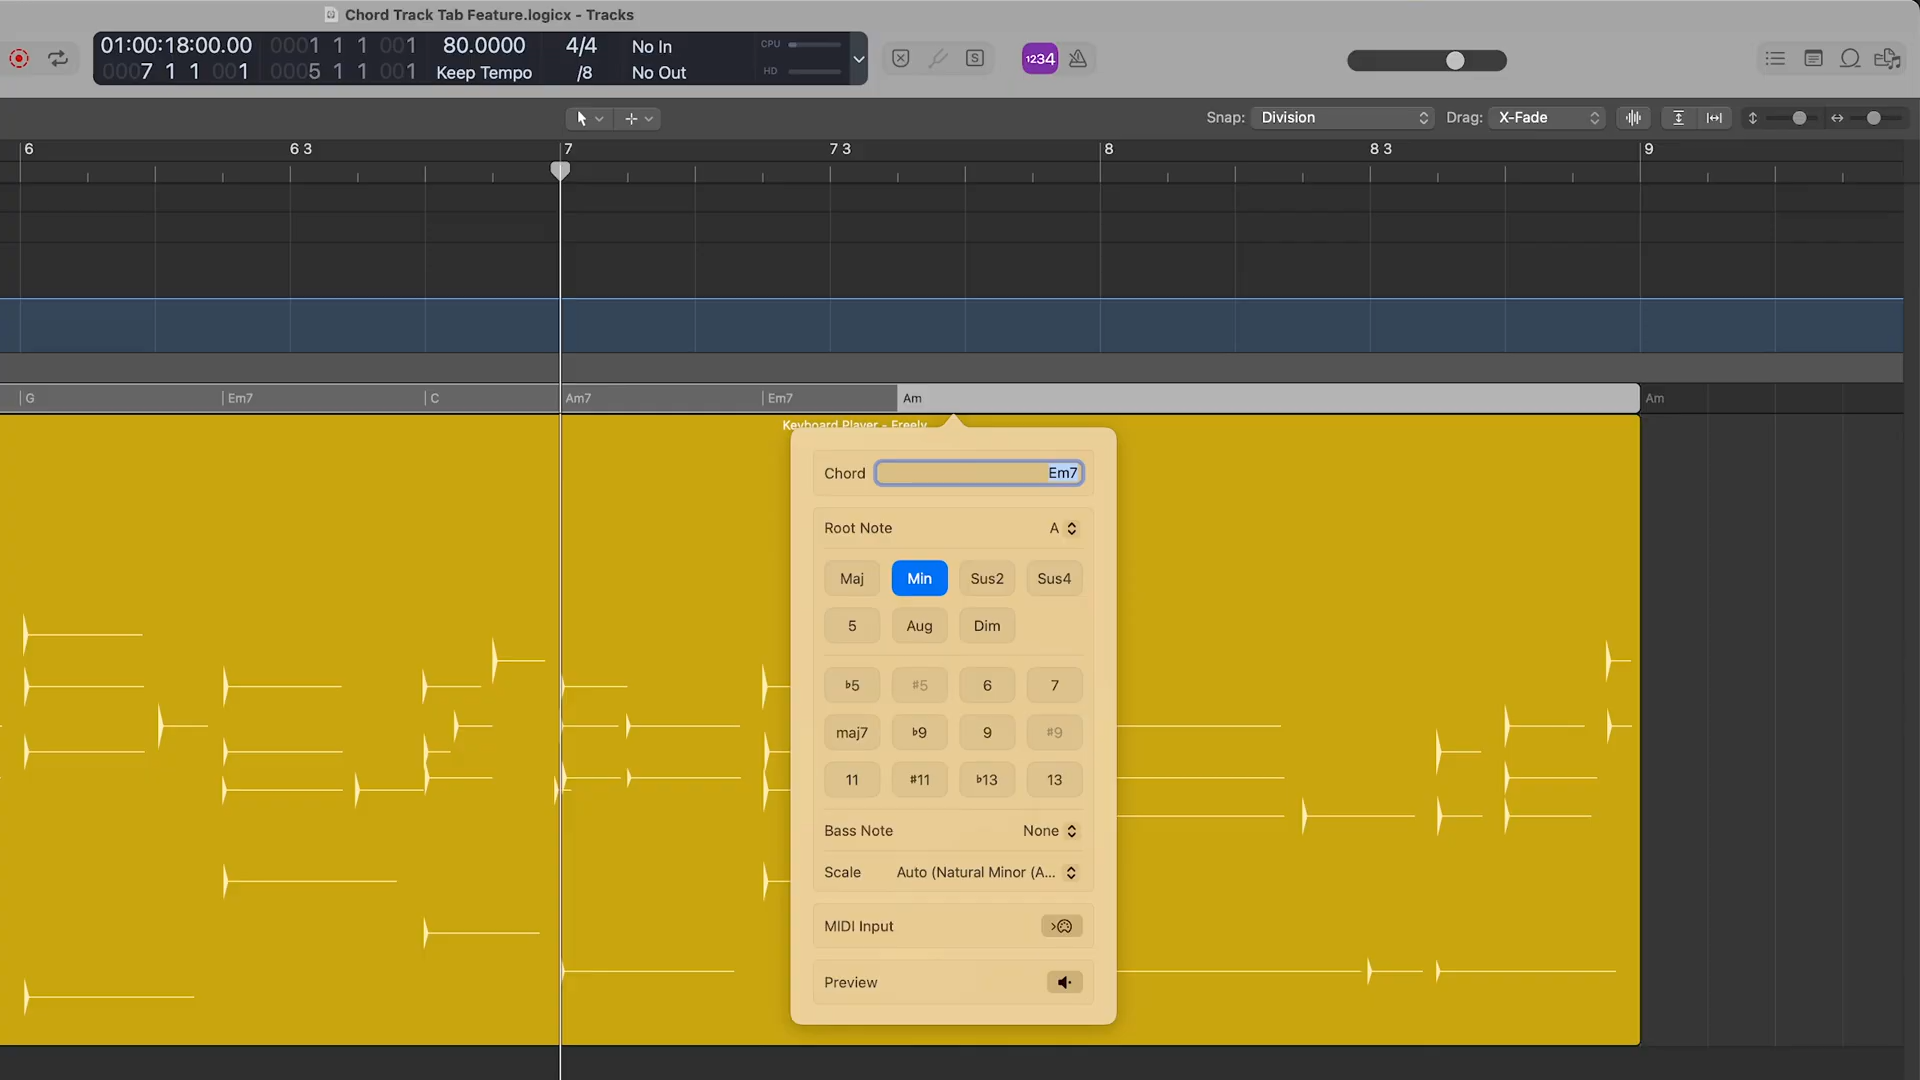 Chord Track Tab Feature.logicx - Tracks
01:00:18:00.00 0001 1 1 001 80.0000 4/4 No In CPU
0007 1 1 001 0005 1 1 001 Keep Tempo /8 No Out HD
S 1234
Snap: Division Drag: X-Fade
6 6 3 7 7 3 8 8 3 9
G Em7 C Am7 Em7 Am Am
Keyboard Player - Freely
Chord Em7
Root Note A
Maj Min Sus2 Sus4
5 Aug Dim
♭5 ♯5 6 7
maj7 ♭9 9 ♯9
11 ♯11 ♭13 13
Bass Note None
Scale Auto (Natural Minor (A...
MIDI Input
Preview